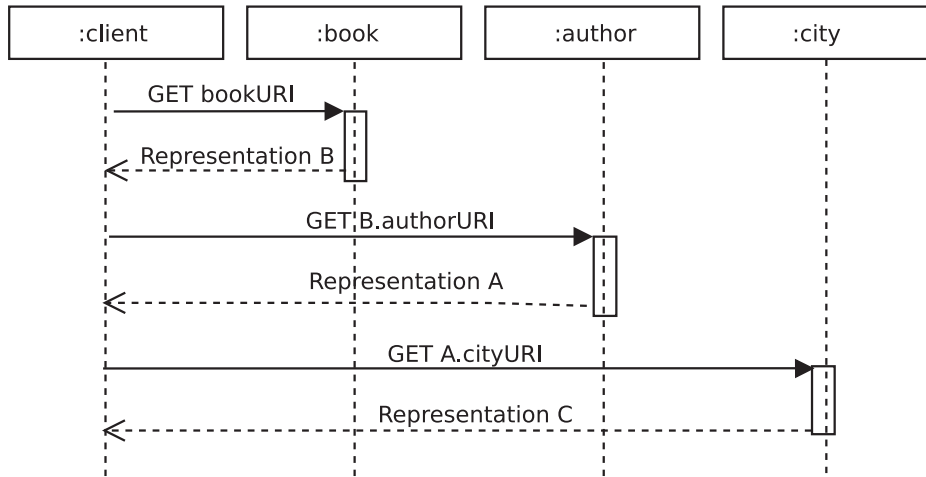 :client
:book
:author
:city
GET bookURI
Representation B
GET B.authorURI
Representation A
GET A.cityURI
Representation C